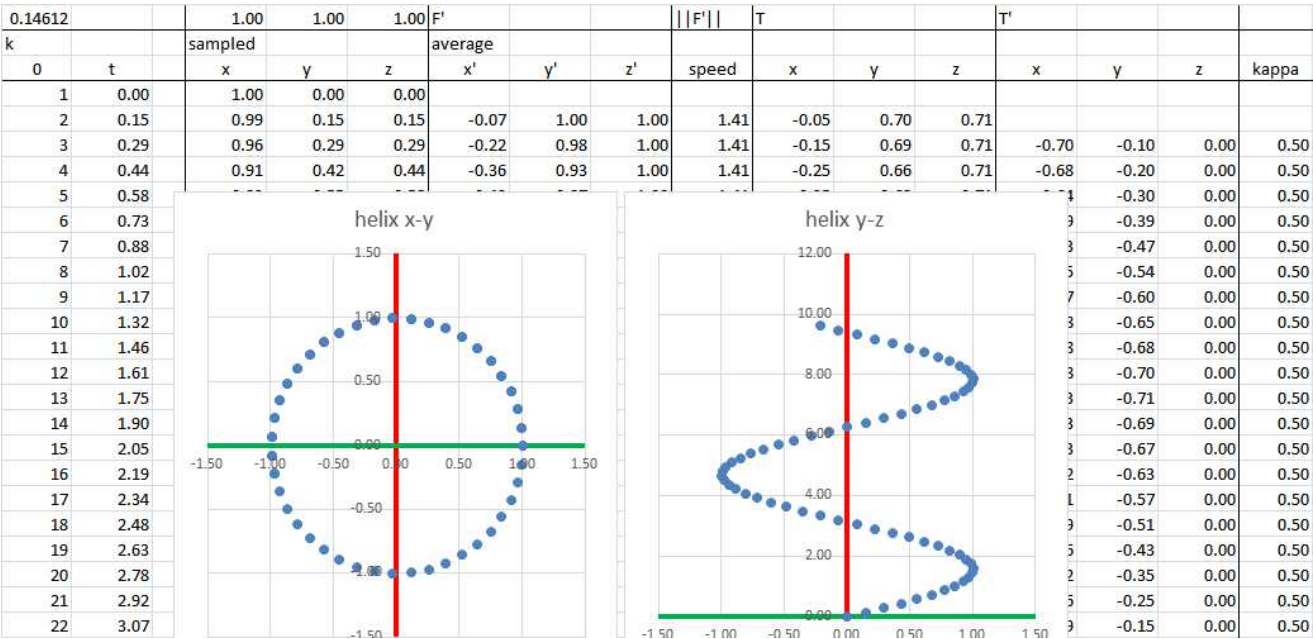 0.14612 1.00 1.00 1.00 F' ||F'|| T T'
k sampled average
0 t x y z x' y' z' speed x y z x y z kappa
1 0.00 1.00 0.00 0.00
2 0.15 0.99 0.15 0.15 -0.07 1.00 1.00 1.41 -0.05 0.70 0.71
3 0.29 0.96 0.29 0.29 -0.22 0.98 1.00 1.41 -0.15 0.69 0.71 -0.70 -0.10 0.00 0.50
4 0.44 0.91 0.42 0.44 -0.36 0.93 1.00 1.41 -0.25 0.66 0.71 -0.68 -0.20 0.00 0.50
5 0.58 -0.30 0.00 0.50
6 0.73 -0.39 0.00 0.50
7 0.88 -0.47 0.00 0.50
8 1.02 -0.54 0.00 0.50
9 1.17 -0.60 0.00 0.50
10 1.32 -0.65 0.00 0.50
11 1.46 -0.68 0.00 0.50
12 1.61 -0.70 0.00 0.50
13 1.75 -0.71 0.00 0.50
14 1.90 -0.69 0.00 0.50
15 2.05 -0.67 0.00 0.50
16 2.19 -0.63 0.00 0.50
17 2.34 -0.57 0.00 0.50
18 2.48 -0.51 0.00 0.50
19 2.63 -0.43 0.00 0.50
20 2.78 -0.35 0.00 0.50
21 2.92 -0.25 0.00 0.50
22 3.07 -0.15 0.00 0.50
helix x-y
1.50
1.00
0.50
0.00
-1.50 -1.00 -0.50 0.00 0.50 1.00 1.50
-0.50
-1.00
-1.50
helix y-z
12.00
10.00
8.00
6.00
4.00
2.00
0.00
-1.50 -1.00 -0.50 0.00 0.50 1.00 1.50